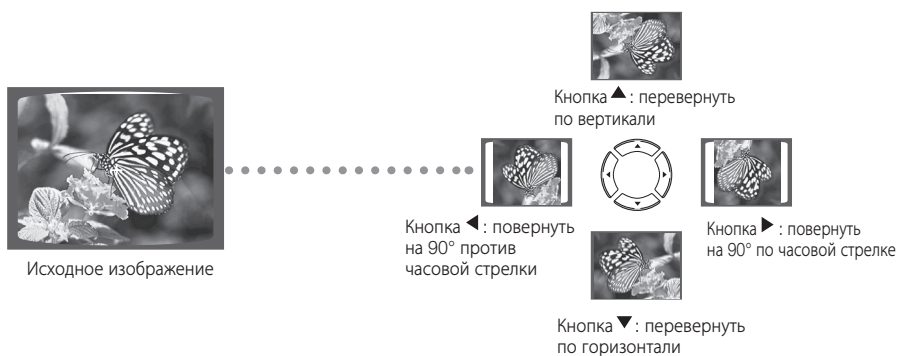 Кнопка ▲ : перевернуть
по вертикали
Кнопка ◀ : повернуть
на 90° против
часовой стрелки
Кнопка ▶ : повернуть
на 90° по часовой стрелке
Исходное изображение
Кнопка ▼ : перевернуть
по горизонтали